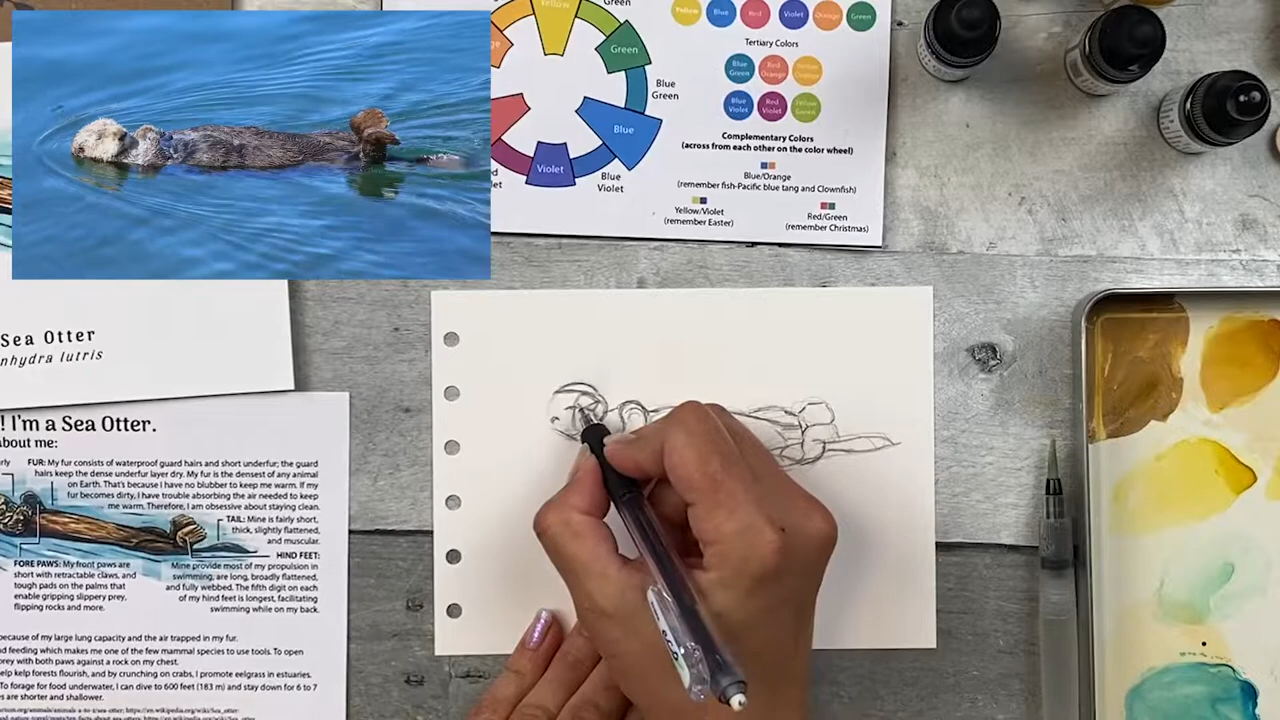 Yellow
Green
Green
Blue
Green
Blue
Blue
Violet
Violet
Yellow
Blue
Red
Violet
Orange
Green
Tertiary Colors
Blue
Green
Red
Orange
Yellow
Orange
Blue
Violet
Red
Violet
Yellow
Green
Complementary Colors
(across from each other on the color wheel)
Blue/Orange
(remember fish-Pacific blue tang and Clownfish)
Yellow/Violet
(remember Easter)
Red/Green
(remember Christmas)
Sea Otter
nhydra lutris
! I'm a Sea Otter.
about me:
FUR: My fur consists of waterproof guard hairs and short underfur; the guard
hairs keep the dense underfur layer dry. My fur is the densest of any animal
on Earth. That's because I have no blubber to keep me warm. If my
fur becomes dirty, I have trouble absorbing the air needed to keep
me warm. Therefore, I am obsessive about staying clean.
TAIL: Mine is fairly short,
thick, slightly flattened,
and muscular.
HIND FEET:
Mine provide most of my propulsion in
swimming, are long, broadly flattened,
and fully webbed. The fifth digit on each
of my hind feet is longest, facilitating
swimming while on my back.
FORE PAWS: My front paws are
short with retractable claws, and
tough pads on the palms that
enable gripping slippery prey,
flipping rocks and more.
because of my large lung capacity and the air trapped in my fur.
feeding which makes me one of the few mammal species to use tools. To open
prey with both paws against a rock on my chest.
help kelp forests flourish, and by crunching on crabs, I promote eelgrass in estuaries.
To forage for food underwater, I can dive to 600 feet (183 m) and stay down for 6 to 7
es are shorter and shallower.